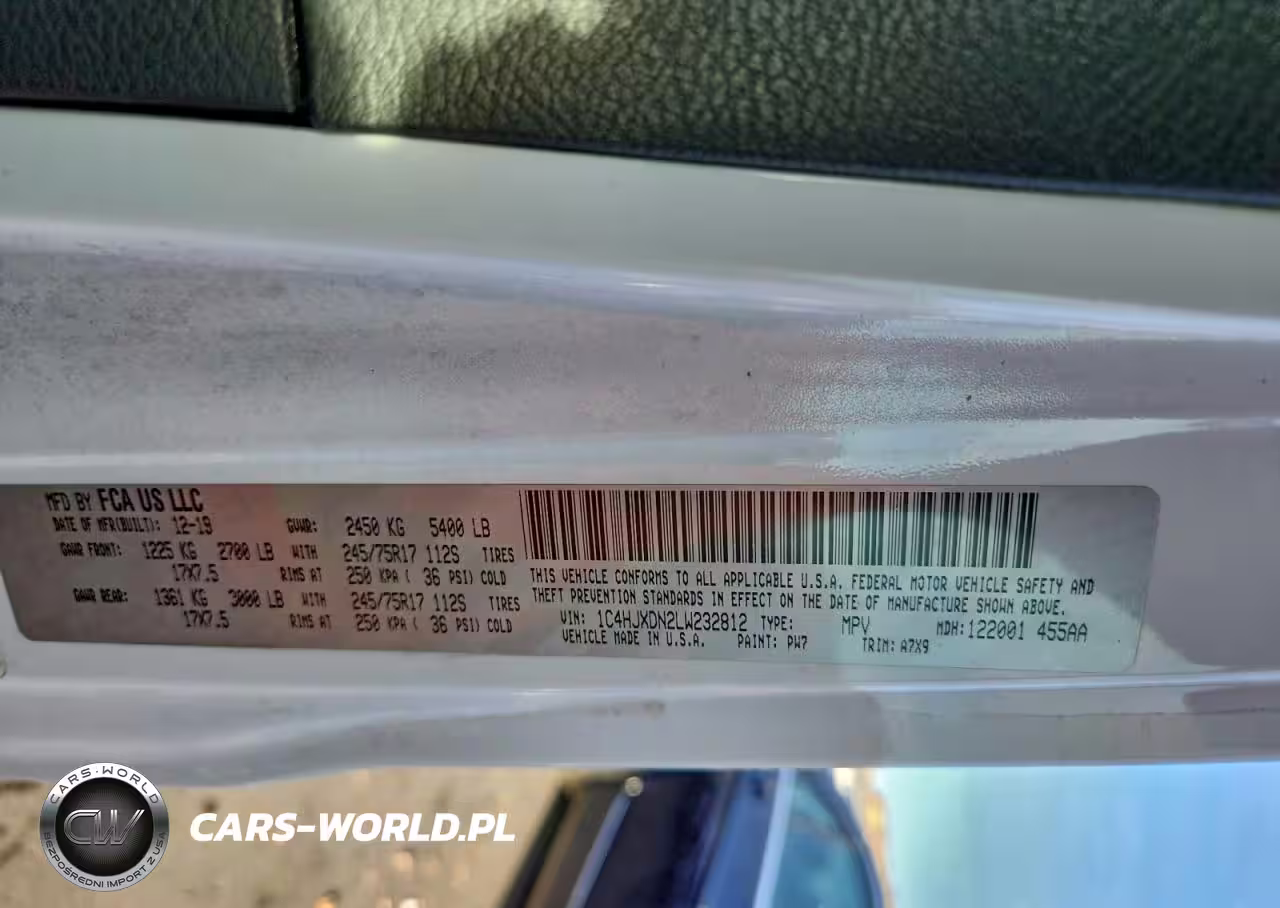 MFD BY FCA US LLC
DATE OF MFR(BUILT): 12-19 GVWR: 2450 KG 5400 LB
GAWR FRONT: 1225 KG 2700 LB WITH 245/75R17 112S TIRES
17X7.5 RIMS AT 250 KPA ( 36 PSI) COLD
GAWR REAR: 1361 KG 3000 LB WITH 245/75R17 112S TIRES
17X7.5 RIMS AT 250 KPA ( 36 PSI) COLD
THIS VEHICLE CONFORMS TO ALL APPLICABLE U.S.A. FEDERAL MOTOR VEHICLE SAFETY AND
THEFT PREVENTION STANDARDS IN EFFECT ON THE DATE OF MANUFACTURE SHOWN ABOVE.
VIN: 1C4HJXDN2LW232812 TYPE: MPV MDH:122001 455AA
VEHICLE MADE IN U.S.A. PAINT: PW7 TRIM: A7X9
CARS-WORLD
CW
BEZPOŚREDNI IMPORT Z USA
CARS-WORLD.PL